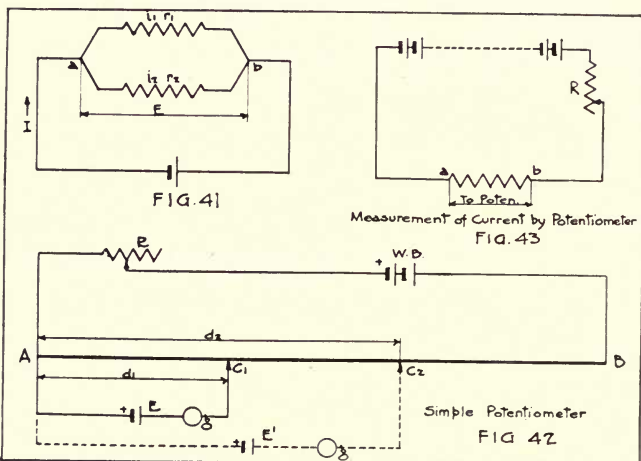 i₁ r₁
a b
i₂ r₂
I
E
FIG. 41
R
a b
To Poten.
Measurement of Current by Potentiometer
FIG. 43
R
+ W.B.
d₂
A B
d₁ C₁ C₂
+ E g
+ E' g
Simple Potentiometer
FIG 42